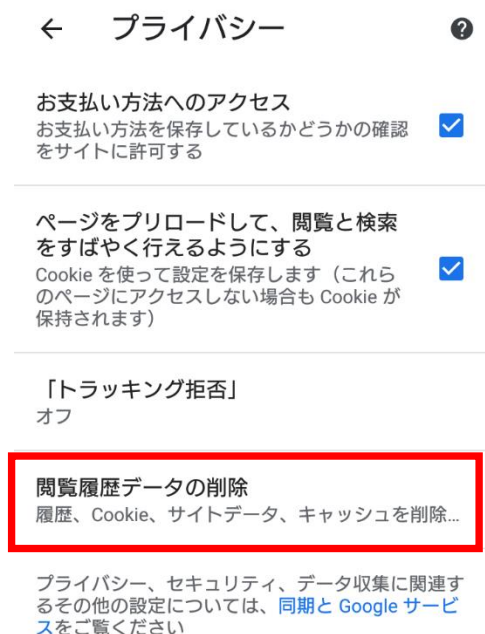 プライバシー
お支払い方法へのアクセス
お支払い方法を保存しているかどうかの確認
をサイトに許可する
ページをプリロードして、閲覧と検索
をすばやく行えるようにする
Cookie を使って設定を保存します（これら
のページにアクセスしない場合も Cookie が
保持されます）
「トラッキング拒否」
オフ
閲覧履歴データの削除
履歴、Cookie、サイトデータ、キャッシュを削除...
プライバシー、セキュリティ、データ収集に関連す
るその他の設定については、同期と Google サービ
スをご覧ください